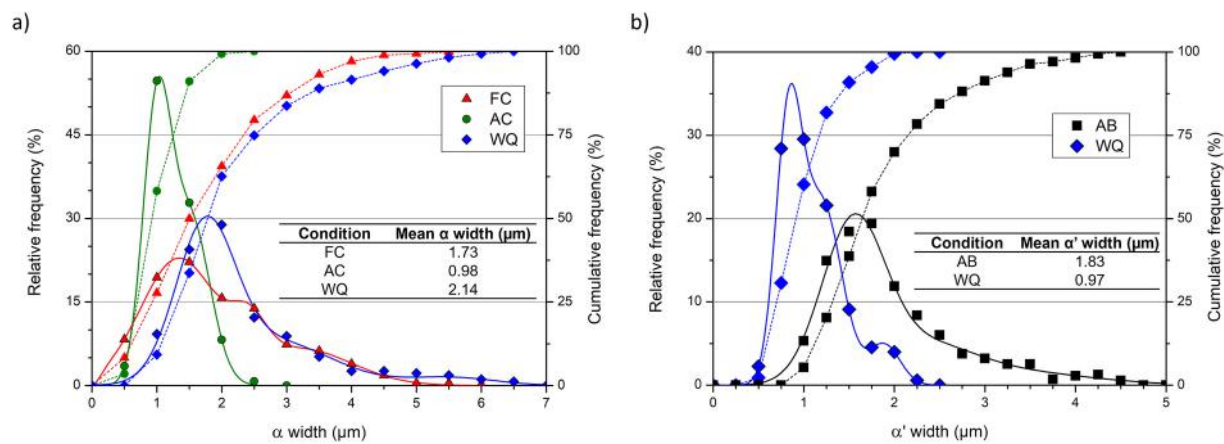 a)
60
45
30
15
0
Relative frequency (%)
100
75
50
25
0
Cumulative frequency (%)
FC
AC
WQ
Condition Mean α width (μm)
FC 1.73
AC 0.98
WQ 2.14
0 1 2 3 4 5 6 7
α width (μm)
b)
40
30
20
10
0
Relative frequency (%)
100
75
50
25
0
Cumulative frequency (%)
AB
WQ
Condition Mean α' width (μm)
AB 1.83
WQ 0.97
0 1 2 3 4 5
α' width (μm)